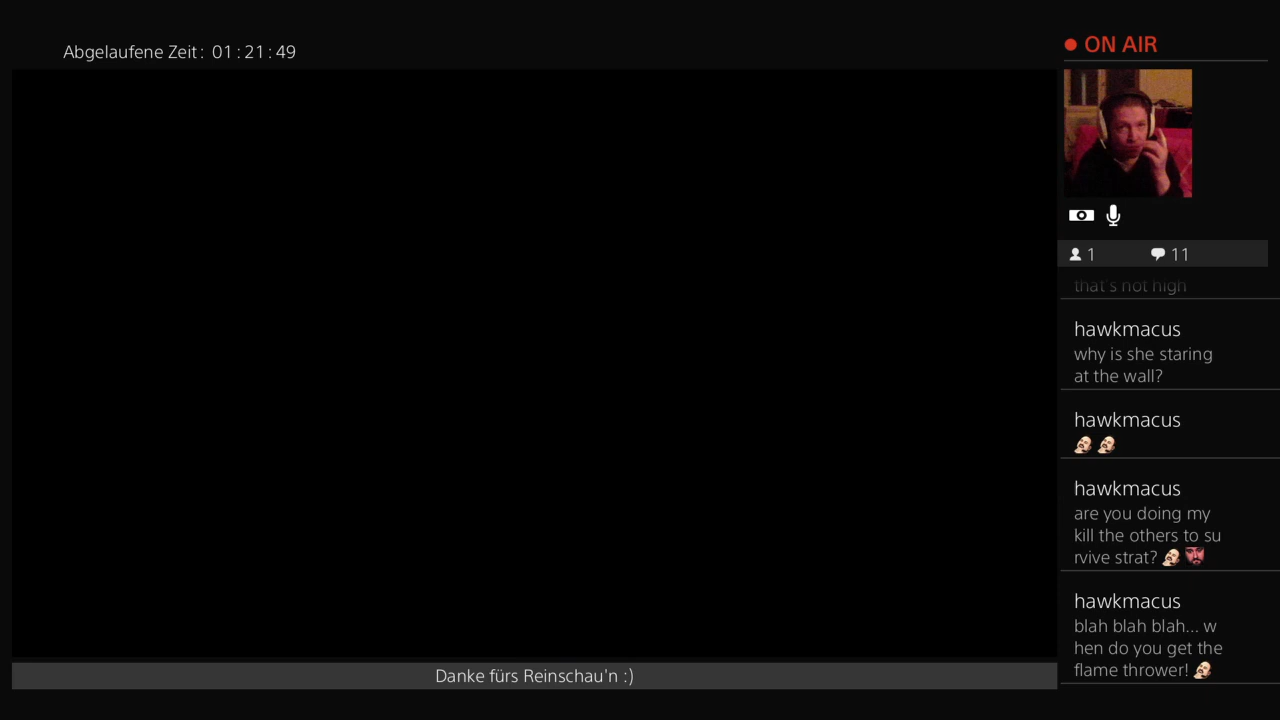 Abgelaufene Zeit: 01:21:49
ON AIR
1 11
that's not high
hawkmacus
why is she staring
at the wall?
hawkmacus
hawkmacus
are you doing my
kill the others to su
rvive strat?
hawkmacus
blah blah blah... w
hen do you get the
flame thrower!
Danke fürs Reinschau'n :)